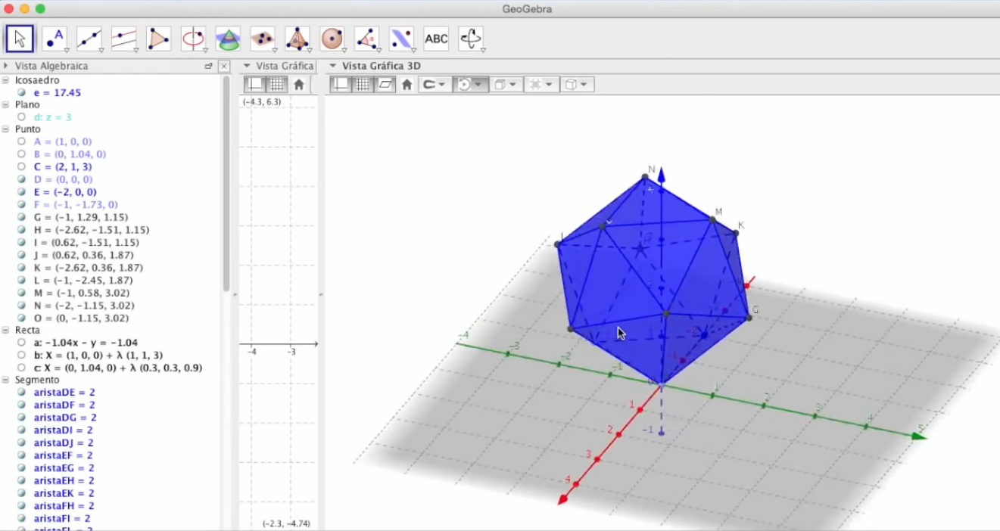 GeoGebra
A
ABC
Vista Algebraica
Vista Gráfica
Vista Gráfica 3D
Icosaedro
e = 17.45
Plano
d: z = 3
Punto
A = (1, 0, 0)
B = (0, 1.04, 0)
C = (2, 1, 3)
D = (0, 0, 0)
E = (-2, 0, 0)
F = (-1, -1.73, 0)
G = (-1, 1.29, 1.15)
H = (-2.62, -1.51, 1.15)
I = (0.62, -1.51, 1.15)
J = (0.62, 0.36, 1.87)
K = (-2.62, 0.36, 1.87)
L = (-1, -2.45, 1.87)
M = (-1, 0.58, 3.02)
N = (-2, -1.15, 3.02)
O = (0, -1.15, 3.02)
Recta
a: -1.04x - y = -1.04
b: X = (1, 0, 0) + λ (1, 1, 3)
c: X = (0, 1.04, 0) + λ (0.3, 0.3, 0.9)
Segmento
aristaDE = 2
aristaDF = 2
aristaDG = 2
aristaDI = 2
aristaDJ = 2
aristaEF = 2
aristaEG = 2
aristaEH = 2
aristaEK = 2
aristaFH = 2
aristaFI = 2
(-4.3, 6.3)
-4
-3
(-2.3, -4.74)
N
M
K
G
-4
-3
-2
-1
1
2
3
4
5
1
2
3
4
-1